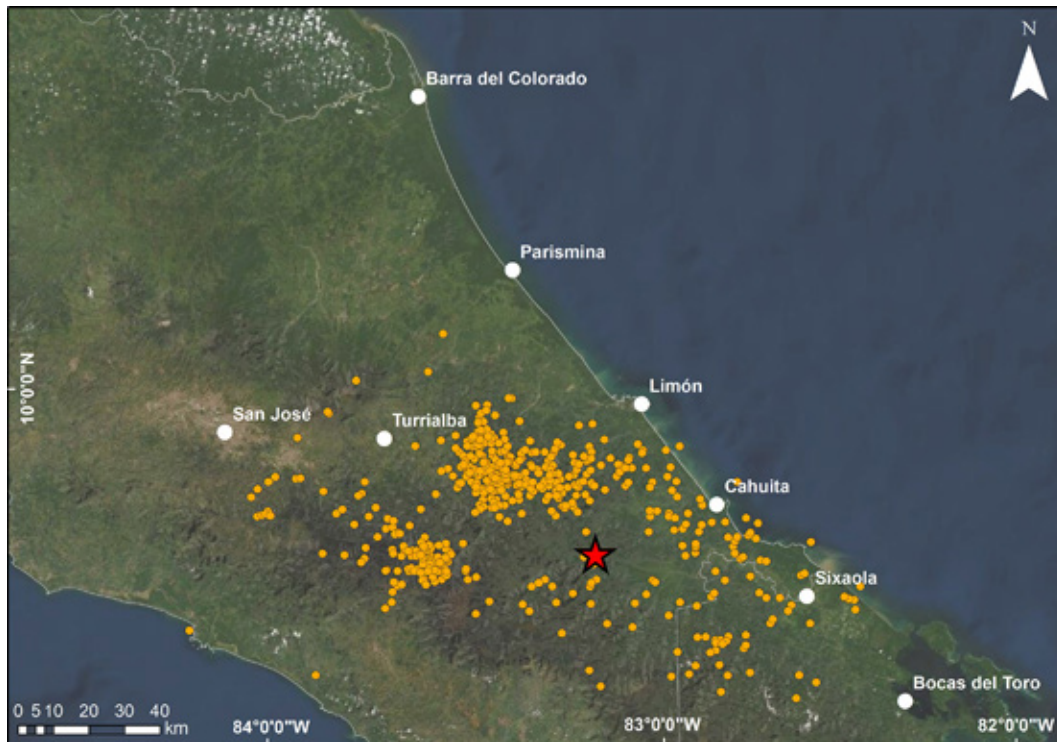 N
Barra del Colorado
Parismina
10°0'0"N
Limón
San José
Turrialba
Cahuita
Sixaola
Bocas del Toro
0 5 10 20 30 40
km
84°0'0"W
83°0'0"W
82°0'0"W